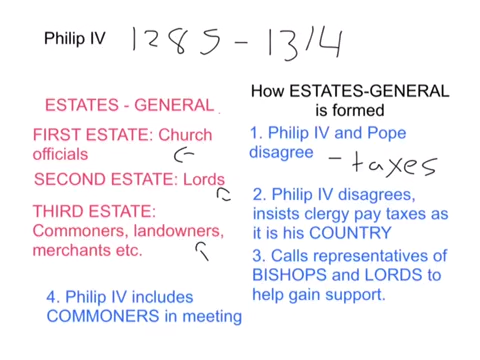 Philip IV 1285 - 1314
ESTATES - GENERAL
FIRST ESTATE: Church
officials
SECOND ESTATE: Lords
THIRD ESTATE:
Commoners, landowners,
merchants etc.
4. Philip IV includes
COMMONERS in meeting
How ESTATES-GENERAL
is formed
1. Philip IV and Pope
disagree - taxes
2. Philip IV disagrees,
insists clergy pay taxes as
it is his COUNTRY
3. Calls representatives of
BISHOPS and LORDS to
help gain support.